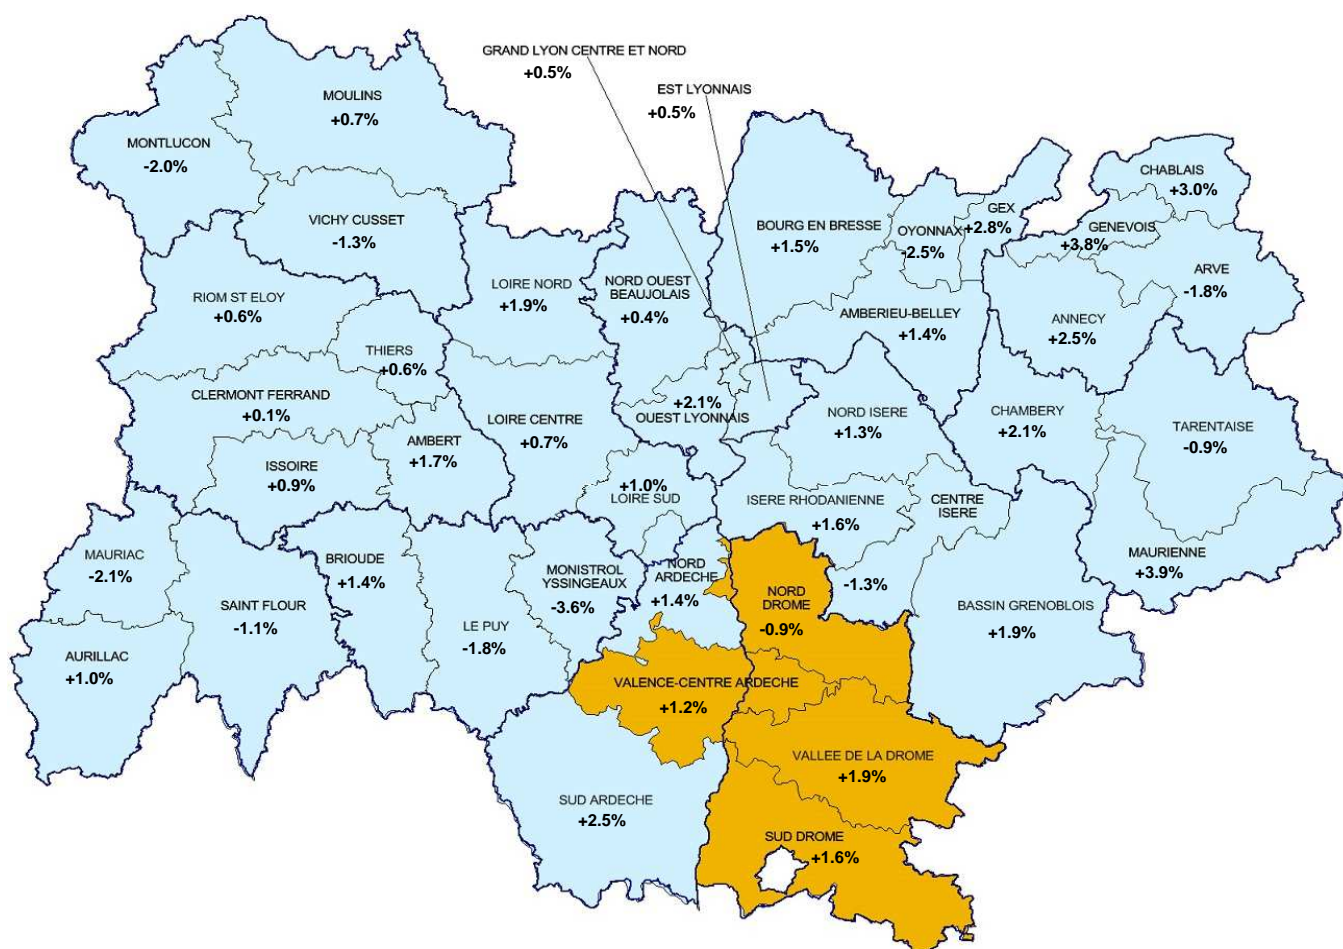 GRAND LYON CENTRE ET NORD
+0.5%
EST LYONNAIS
+0.5%
MOULINS
+0.7%
MONTLUCON
-2.0%
VICHY CUSSET
-1.3%
CHABLAIS
+3.0%
GEX
+2.8%
GENEVOIS
+3.8%
BOURG EN BRESSE
+1.5%
OYONNAX
-2.5%
ARVE
-1.8%
LOIRE NORD
+1.9%
NORD OUEST
BEAUJOLAIS
+0.4%
RIOM ST ELOY
+0.6%
AMBERIEU-BELLEY
+1.4%
ANNECY
+2.5%
THIERS
+0.6%
CLERMONT FERRAND
+0.1%
+2.1%
OUEST LYONNAIS
LOIRE CENTRE
+0.7%
NORD ISERE
+1.3%
CHAMBERY
+2.1%
TARENTAISE
-0.9%
AMBERT
+1.7%
ISSOIRE
+0.9%
+1.0%
LOIRE SUD
ISERE RHODANIENNE
+1.6%
CENTRE
ISERE
-1.3%
MAURIAC
-2.1%
BRIOUDE
+1.4%
MONISTROL
YSSINGEAUX
-3.6%
NORD
ARDECHE
+1.4%
MAURIENNE
+3.9%
NORD
DROME
-0.9%
SAINT FLOUR
-1.1%
LE PUY
-1.8%
BASSIN GRENOBLOIS
+1.9%
AURILLAC
+1.0%
VALENCE-CENTRE ARDECHE
+1.2%
VALLEE DE LA DROME
+1.9%
SUD ARDECHE
+2.5%
SUD DROME
+1.6%